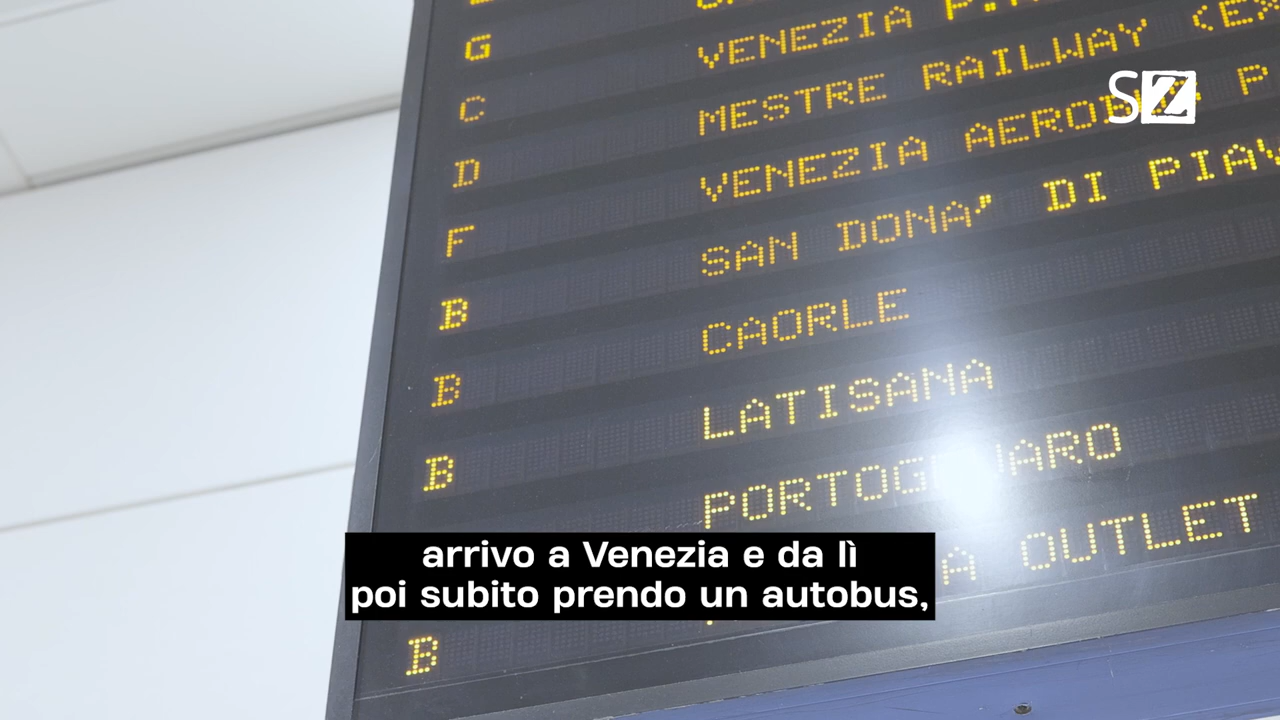 G VENEZIA
C MESTRE RAILWAY
D VENEZIA
F SAN DONA' DI
B CAORLE
B LATISANA
B
OUTLET
B
SZ
arrivo a Venezia e da lì
poi subito prendo un autobus,